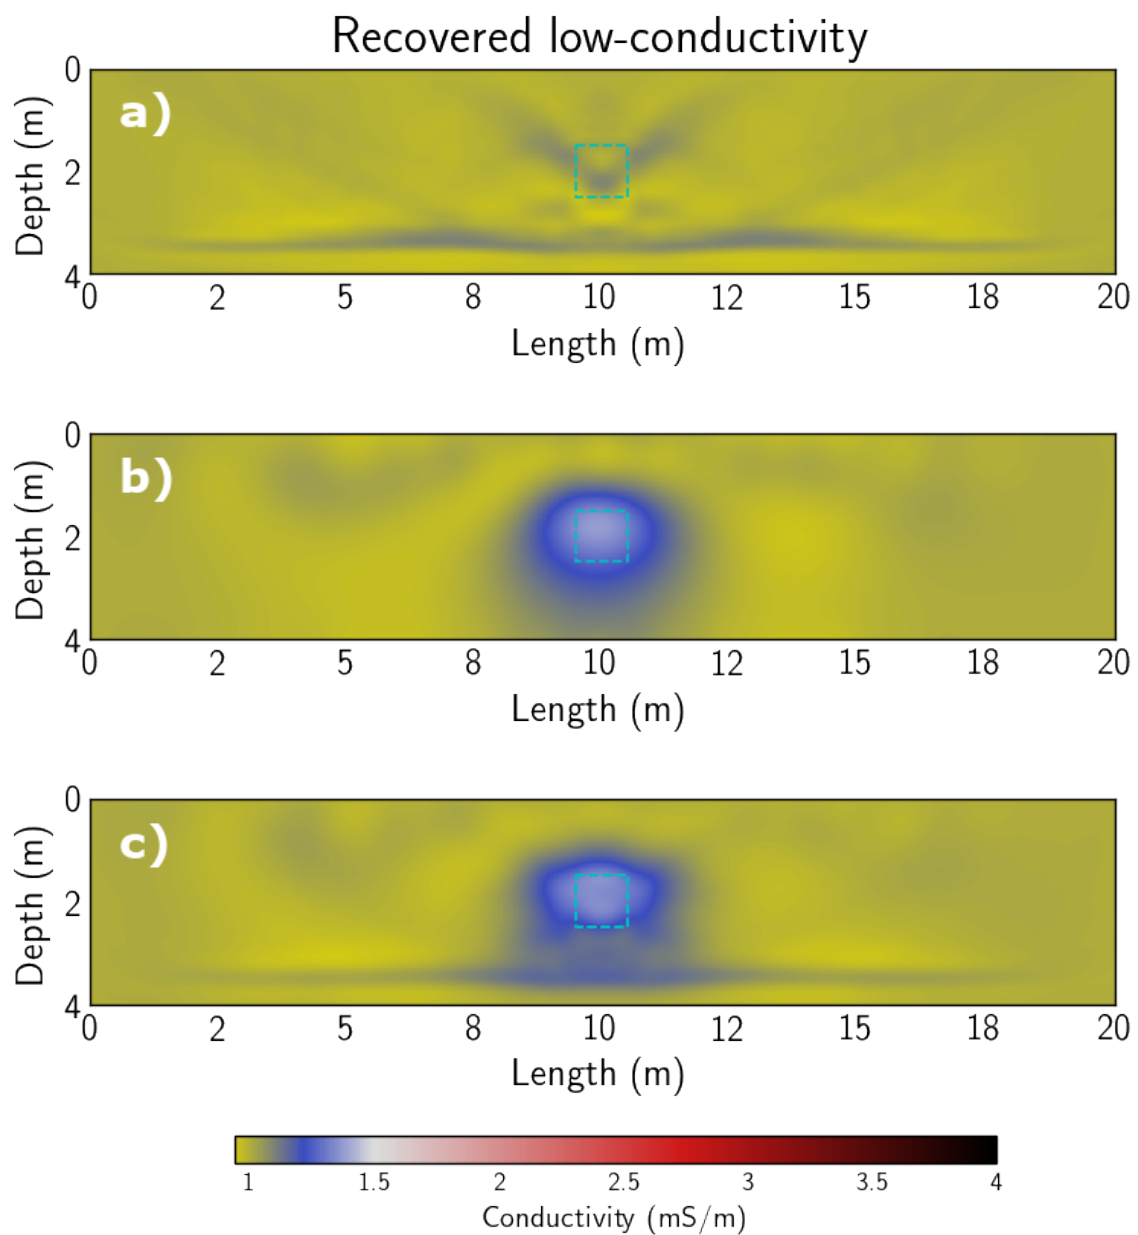 Recovered low-conductivity
a)
0
2
4
Depth (m)
0 2 5 8 10 12 15 18 20
Length (m)
b)
0
2
4
Depth (m)
0 2 5 8 10 12 15 18 20
Length (m)
c)
0
2
4
Depth (m)
0 2 5 8 10 12 15 18 20
Length (m)
1 1.5 2 2.5 3 3.5 4
Conductivity (mS/m)